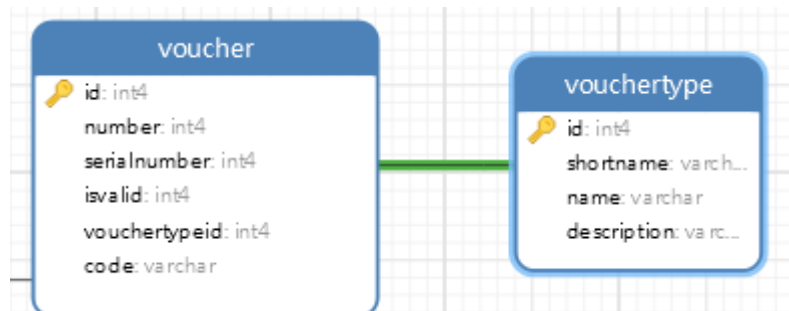 voucher
id: int4
number: int4
serialnumber: int4
isvalid: int4
vouchertypeid: int4
code: varchar
vouchertype
id: int4
shortname: varch...
name: varchar
description: varc...